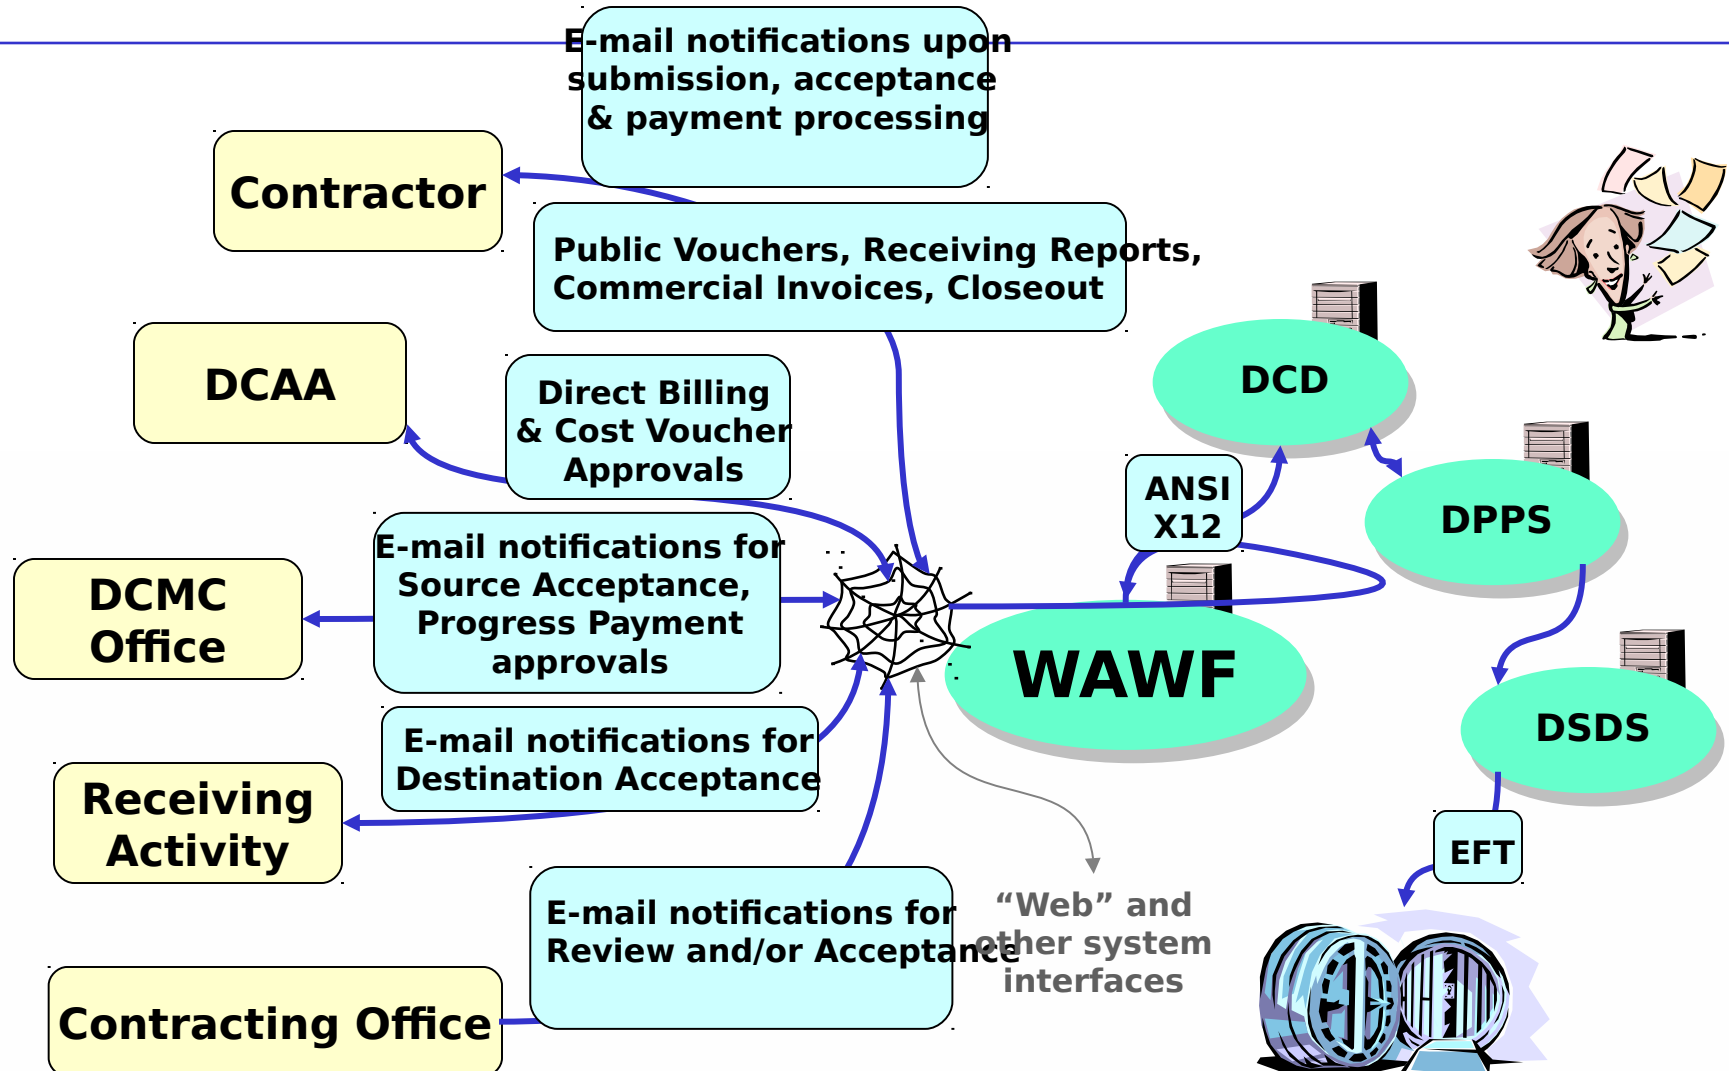 E-mail notifications upon
submission, acceptance
& payment processing
Contractor
Public Vouchers, Receiving Reports,
Commercial Invoices, Closeout
DCAA
Direct Billing
& Cost Voucher
Approvals
DCD
ANSI
X12
DPPS
E-mail notifications for
Source Acceptance,
Progress Payment
approvals
DCMC
Office
WAWF
DSDS
E-mail notifications for
Destination Acceptance
Receiving
Activity
EFT
E-mail notifications for
Review and/or Acceptance
“Web” and
other system
interfaces
Contracting Office